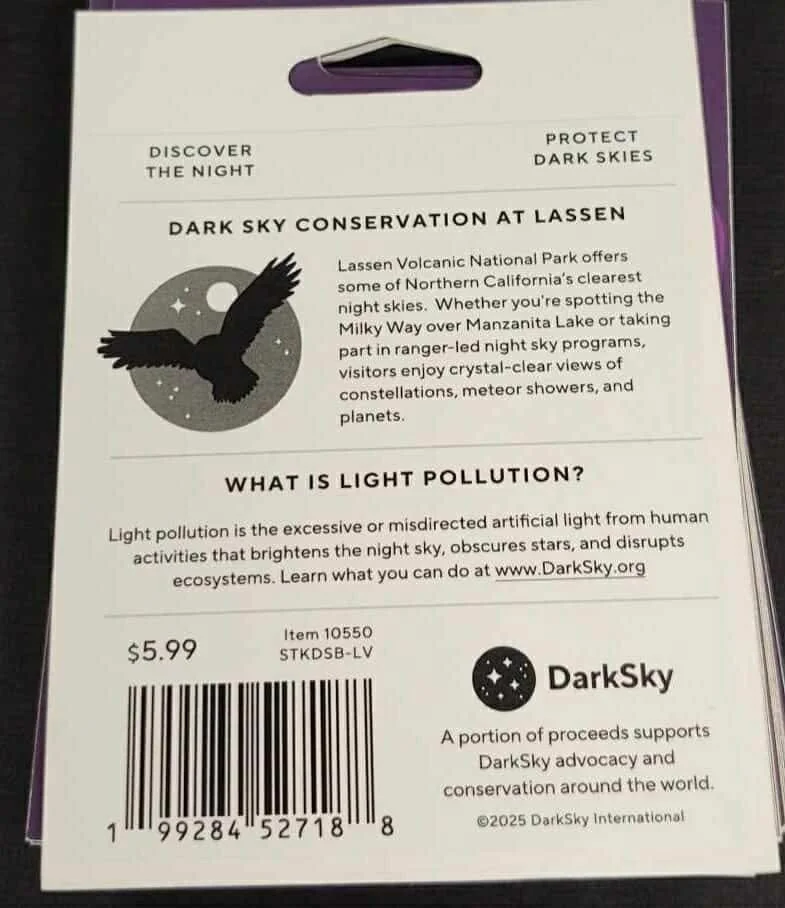 DISCOVER
THE NIGHT
PROTECT
DARK SKIES
DARK SKY CONSERVATION AT LASSEN
Lassen Volcanic National Park offers
some of Northern California's clearest
night skies. Whether you're spotting the
Milky Way over Manzanita Lake or taking
part in ranger-led night sky programs,
visitors enjoy crystal-clear views of
constellations, meteor showers, and
planets.
WHAT IS LIGHT POLLUTION?
Light pollution is the excessive or misdirected artificial light from human
activities that brightens the night sky, obscures stars, and disrupts
ecosystems. Learn what you can do at www.DarkSky.org
$5.99
Item 10550
STKDSB-LV
1 99284 52718 8
DarkSky
A portion of proceeds supports
DarkSky advocacy and
conservation around the world.
©2025 DarkSky International